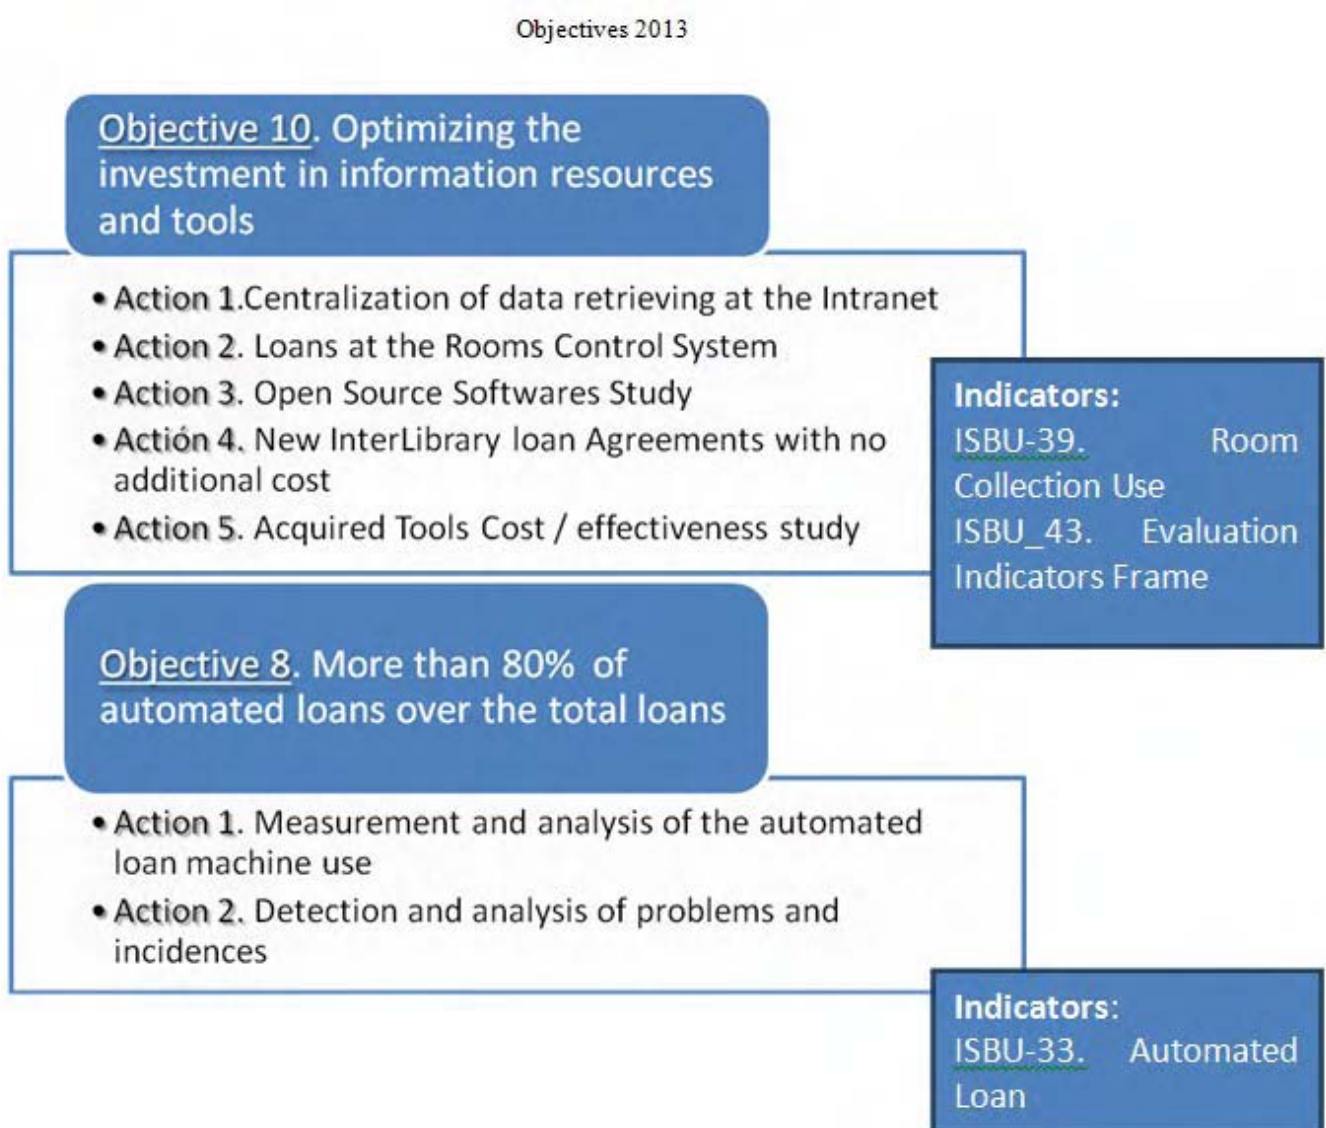 Objectives 2013
Objective 10. Optimizing the
investment in information resources
and tools
• Action 1.Centralization of data retrieving at the Intranet
• Action 2. Loans at the Rooms Control System
• Action 3. Open Source Softwares Study
• Actión 4. New InterLibrary loan Agreements with no
additional cost
• Action 5. Acquired Tools Cost / effectiveness study
Indicators:
ISBU-39. Room
Collection Use
ISBU_43. Evaluation
Indicators Frame
Objective 8. More than 80% of
automated loans over the total loans
• Action 1. Measurement and analysis of the automated
loan machine use
• Action 2. Detection and analysis of problems and
incidences
Indicators:
ISBU-33. Automated
Loan